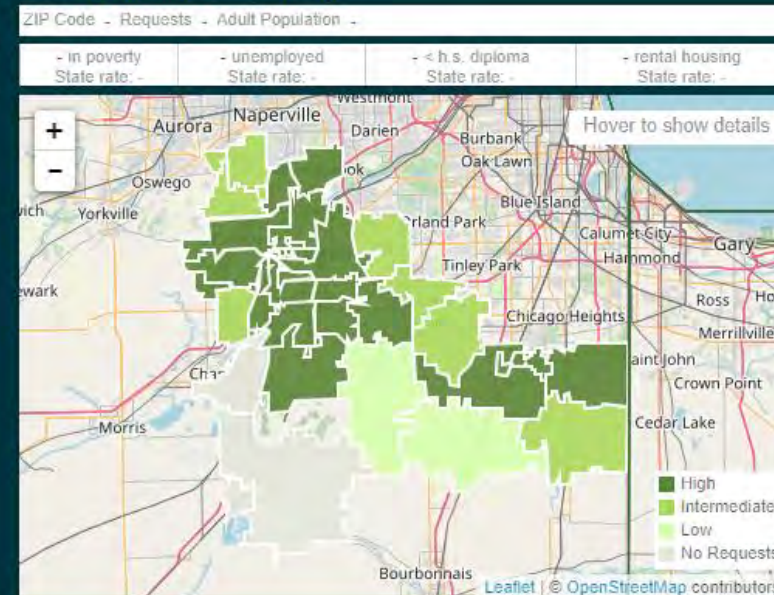 ZIP Code - Requests - Adult Population -
- in poverty
State rate: -
- unemployed
State rate: -
- < h.s. diploma
State rate: -
- rental housing
State rate: -
+
-
Hover to show details
Westmont
Naperville
Aurora
Darien
Burbank
Oak Lawn
Oswego
Yorkville
Blue Island
Orland Park
Calumet City
Gary
Hammond
Tinley Park
Ross
Chicago Heights
Merrillville
aint John
Crown Point
Morris
Cedar Lake
High
Intermediate
Low
No Requests
Bourbonnais
Leaflet | © OpenStreetMap contributors